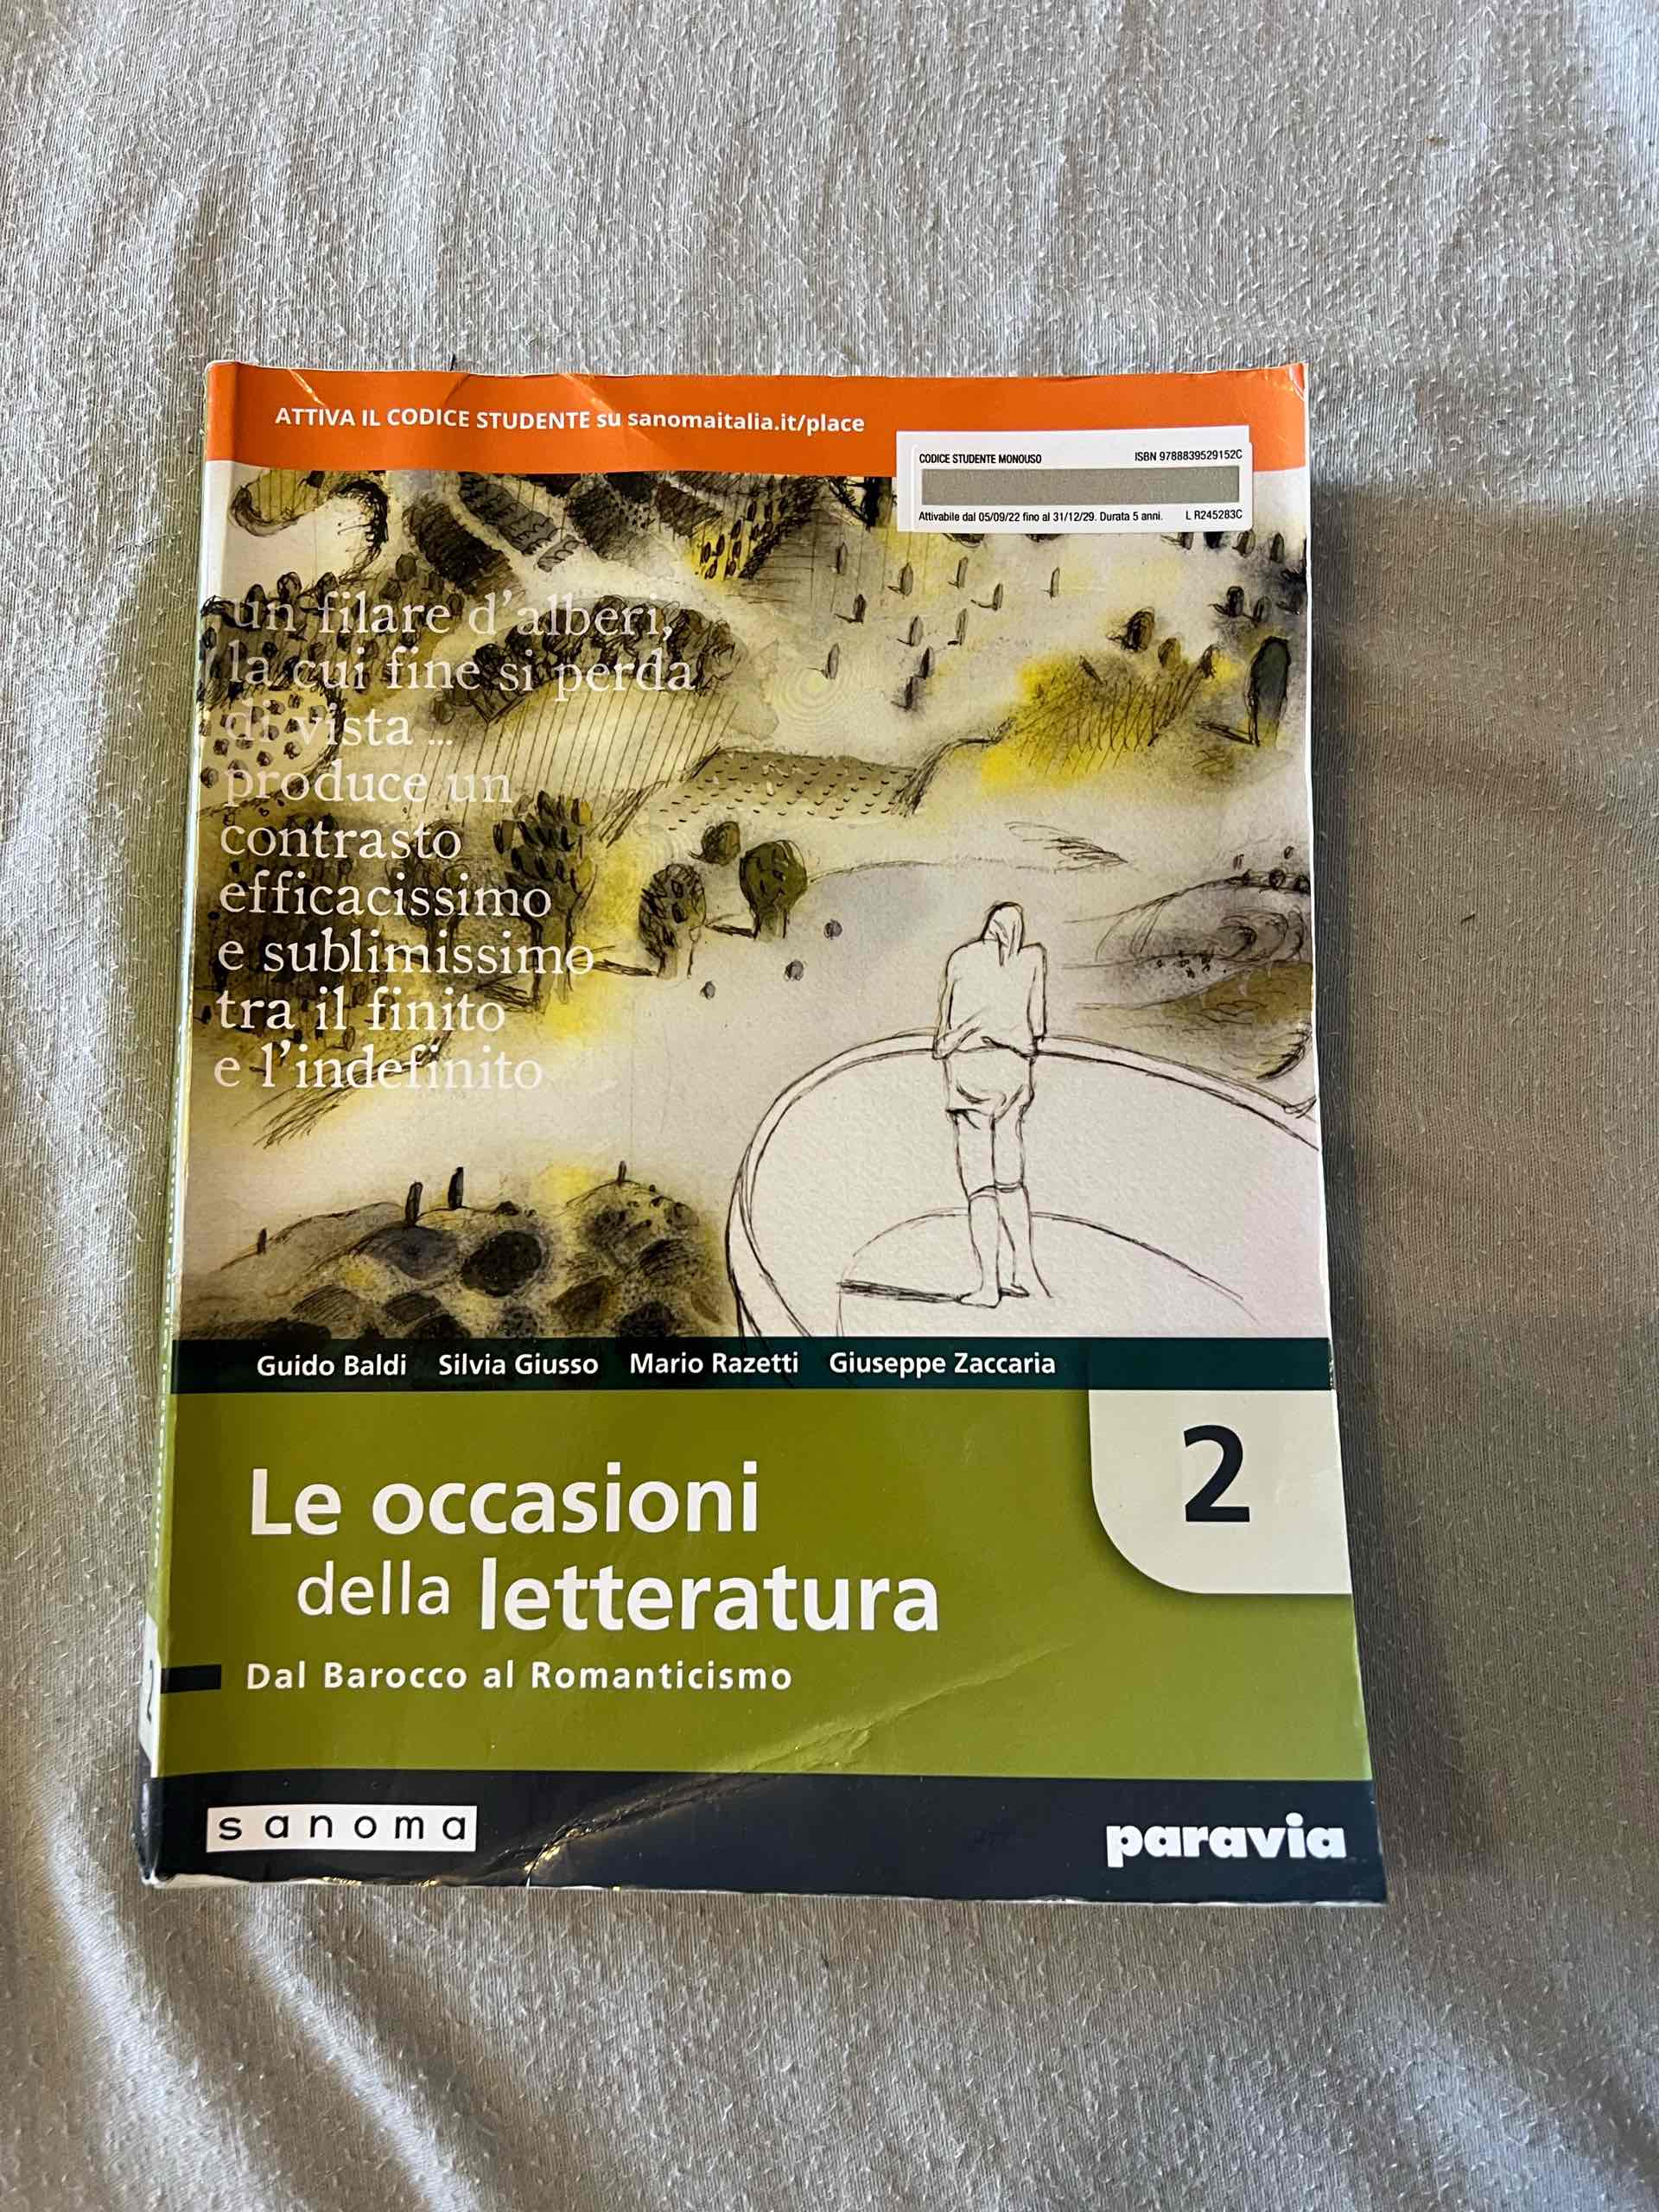 ATTIVA IL CODICE STUDENTE su sanomaitalia.it/place
CODICE STUDENTE MONOUSO ISBN 9788839529152C
Attivabile dal 05/09/22 fino al 31/12/29. Durata 5 anni. L R245283C
un filare d'alberi,
la cui fine si perda
di vista ...
produce un
contrasto
efficacissimo
e sublimissimo
tra il finito
e l'indefinito
Guido Baldi Silvia Giusso Mario Razetti Giuseppe Zaccaria
2
Le occasioni
della letteratura
Dal Barocco al Romanticismo
2
sanoma
paravia